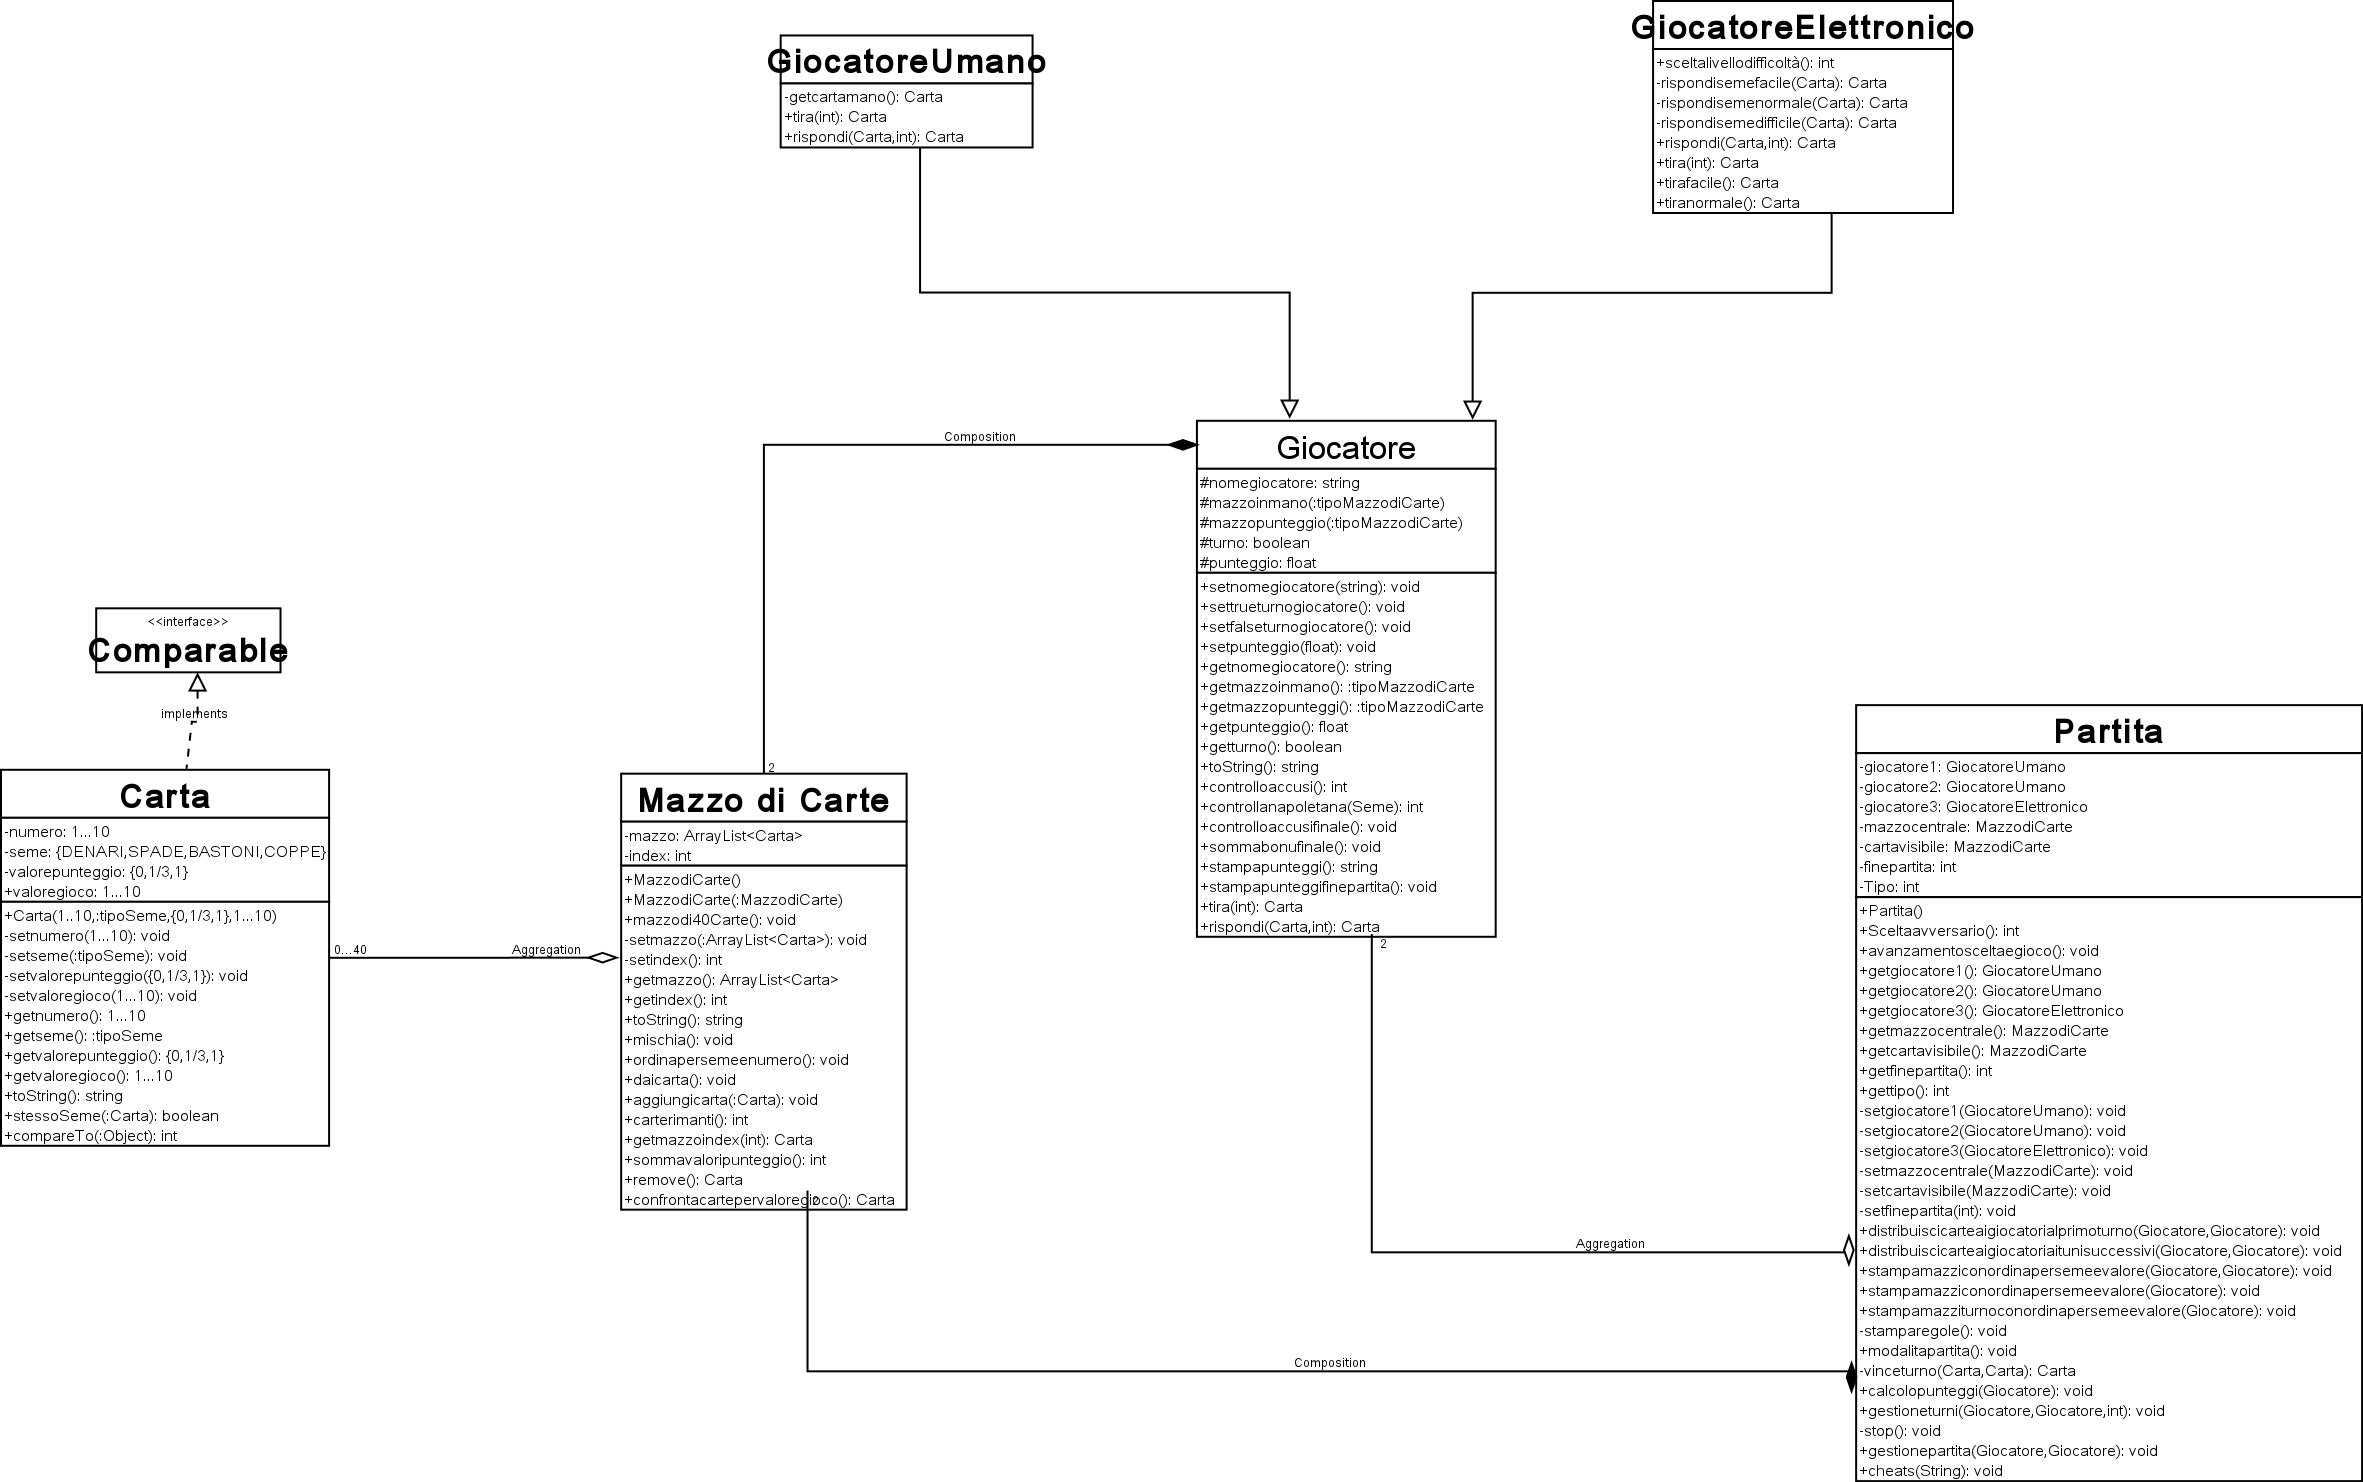 GiocatoreUmano
-getcartamano(): Carta
+tira(int): Carta
+rispondi(Carta,int): Carta
GiocatoreElettronico
+sceltalivellodifficoltà(): int
-rispondisemefacile(Carta): Carta
-rispondisemenormale(Carta): Carta
-rispondisemedifficile(Carta): Carta
+rispondi(Carta,int): Carta
+tira(int): Carta
+tirafacile(): Carta
+tiranormale(): Carta
Composition
Giocatore
#nomegiocatore: string
#mazzoinmano(:tipoMazzodiCarte)
#mazzopunteggio(:tipoMazzodiCarte)
#turno: boolean
#punteggio: float
+setnomegiocatore(string): void
+settrueturnogiocatore(): void
+setfalseturnogiocatore(): void
+setpunteggio(float): void
+getnomegiocatore(): string
+getmazzoinmano(): :tipoMazzodiCarte
+getmazzopunteggi(): :tipoMazzodiCarte
+getpunteggio(): float
+getturno(): boolean
+toString(): string
+controlloaccusi(): int
+controllanapoletana(Seme): int
+controlloaccusifinale(): void
+sommabonufinale(): void
+stampapunteggi(): string
+stampapunteggifinepartita(): void
+tira(int): Carta
+rispondi(Carta,int): Carta
2
<<interface>>
Comparable
implements
Carta
-numero: 1...10
-seme: {DENARI,SPADE,BASTONI,COPPE}
-valorepunteggio: {0,1/3,1}
+valoregioco: 1...10
+Carta(1..10,:tipoSeme,{0,1/3,1},1...10)
-setnumero(1...10): void
-setseme(:tipoSeme): void
-setvalorepunteggio({0,1/3,1}): void
-setvaloregioco(1...10): void
+getnumero(): 1...10
+getseme(): :tipoSeme
+getvalorepunteggio(): {0,1/3,1}
+getvaloregioco(): 1...10
+toString(): string
+stessoSeme(:Carta): boolean
+compareTo(:Object): int
0...40
Aggregation
2
Mazzo di Carte
-mazzo: ArrayList<Carta>
-index: int
+MazzodiCarte()
+MazzodiCarte(:MazzodiCarte)
+mazzodi40Carte(): void
-setmazzo(:ArrayList<Carta>): void
-setindex(): int
+getmazzo(): ArrayList<Carta>
+getindex(): int
+toString(): string
+mischia(): void
+ordinapersemeenumero(): void
+daicarta(): void
+aggiungicarta(:Carta): void
+carterimanti(): int
+getmazzoindex(int): Carta
+sommavaloripunteggio(): int
+remove(): Carta
+confrontacartepervaloregioco(): Carta
2
Aggregation
Composition
Partita
-giocatore1: GiocatoreUmano
-giocatore2: GiocatoreUmano
-giocatore3: GiocatoreElettronico
-mazzocentrale: MazzodiCarte
-cartavisibile: MazzodiCarte
-finepartita: int
-Tipo: int
+Partita()
+Sceltaavversario(): int
+avanzamentosceltaegioco(): void
+getgiocatore1(): GiocatoreUmano
+getgiocatore2(): GiocatoreUmano
+getgiocatore3(): GiocatoreElettronico
+getmazzocentrale(): MazzodiCarte
+getcartavisibile(): MazzodiCarte
+getfinepartita(): int
+gettipo(): int
-setgiocatore1(GiocatoreUmano): void
-setgiocatore2(GiocatoreUmano): void
-setgiocatore3(GiocatoreElettronico): void
-setmazzocentrale(MazzodiCarte): void
-setcartavisibile(MazzodiCarte): void
-setfinepartita(int): void
+distribuiscicarteaigiocatorialprimoturno(Giocatore,Giocatore): void
+distribuiscicarteaigiocatoriaitunisuccessivi(Giocatore,Giocatore): void
+stampamazziconordinapersemeevalore(Giocatore,Giocatore): void
+stampamazziconordinapersemeevalore(Giocatore): void
+stampamazziturnoconordinapersemeevalore(Giocatore): void
-stamparegole(): void
+modalitapartita(): void
-vinceturno(Carta,Carta): Carta
+calcolopunteggi(Giocatore): void
+gestioneturni(Giocatore,Giocatore,int): void
-stop(): void
+gestionepartita(Giocatore,Giocatore): void
+cheats(String): void